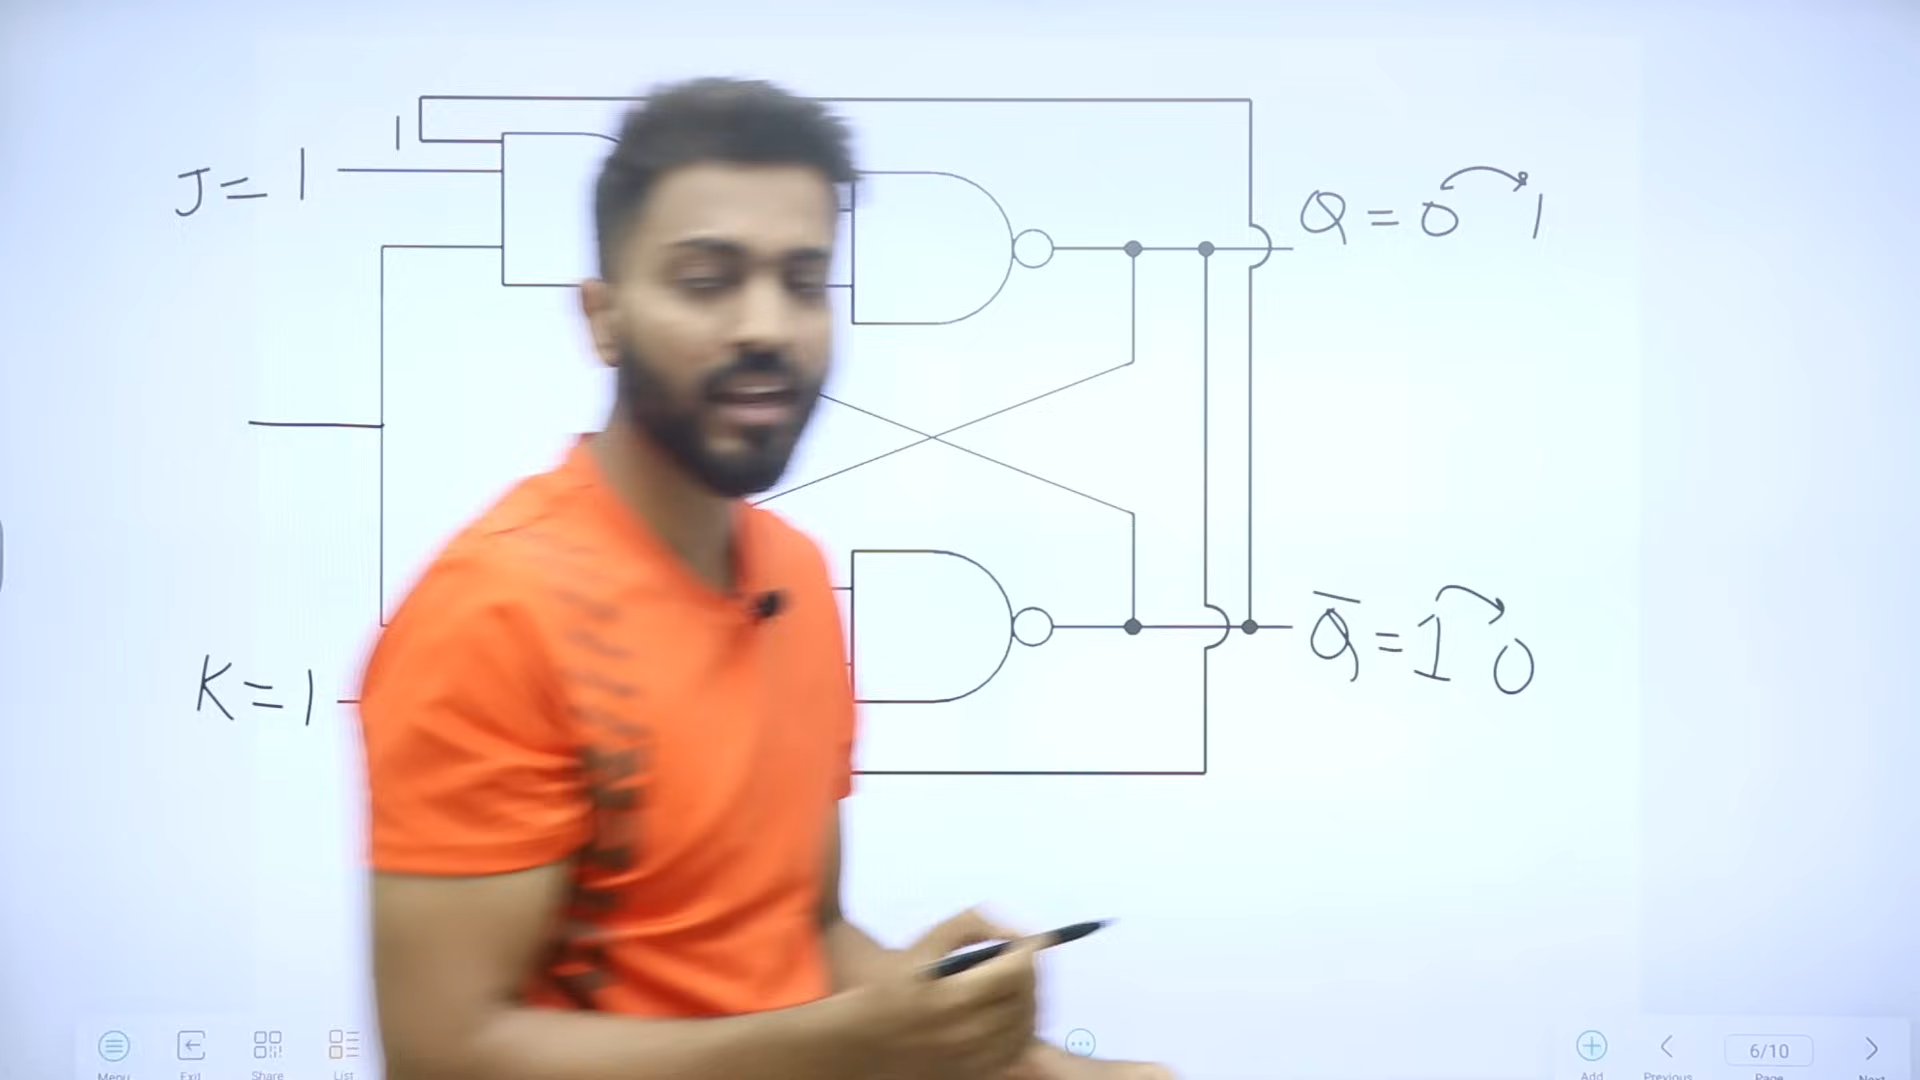 1
J = 1
Q = 0 1
K = 1
Q̅ = 1 0
Menu
Exit
Share
List
Add
Previous
6/10
Page
Next